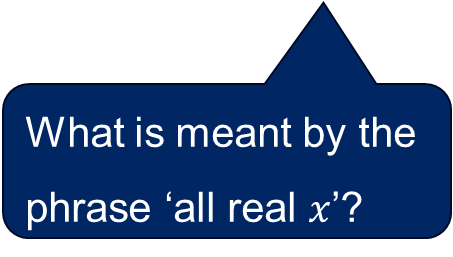 What is meant by the
phrase ‘all real 𝑥’?